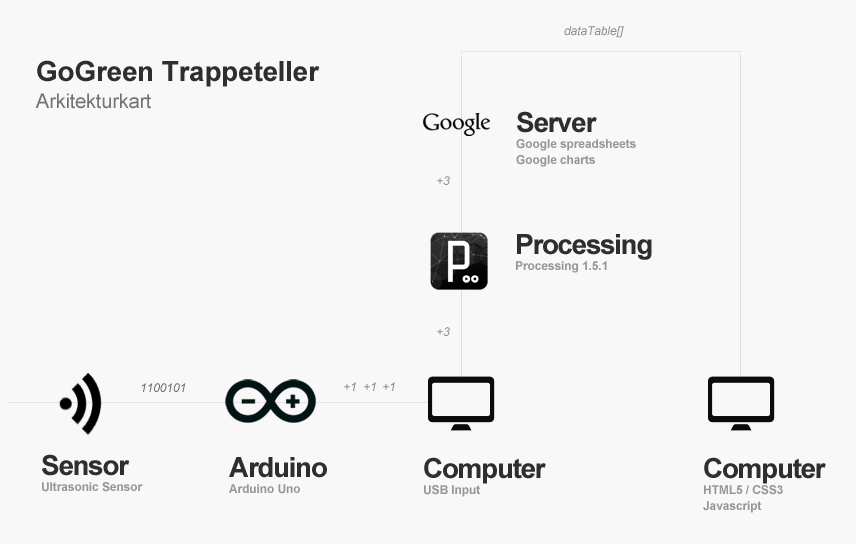 dataTable[]
GoGreen Trappeteller
Arkitekturkart
Google
Server
Google spreadsheets
Google charts
+3
P
Processing
Processing 1.5.1
+3
1100101
+1 +1 +1
Sensor
Ultrasonic Sensor
Arduino
Arduino Uno
Computer
USB Input
Computer
HTML5 / CSS3
Javascript